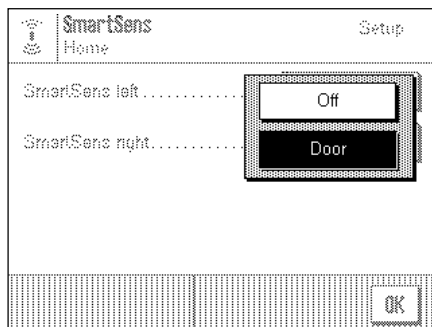 SmartSens
Setup
Home
SmartSens left............
Off
SmartSens right..........
Door
OK